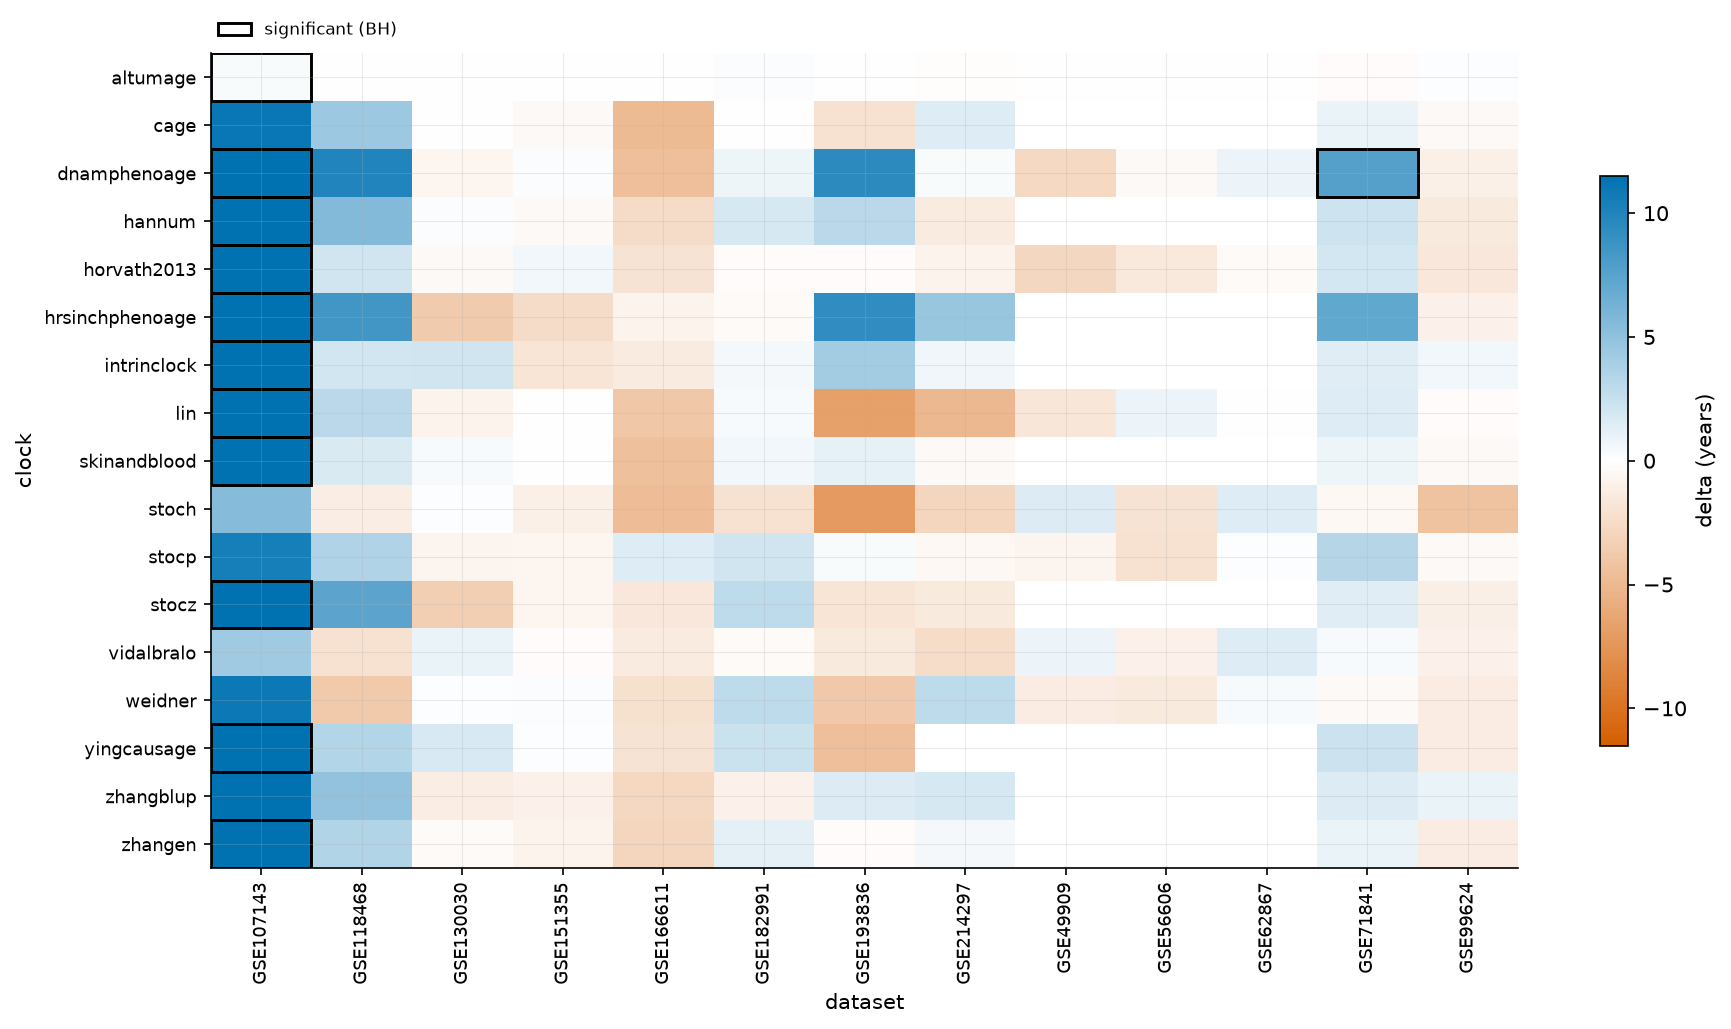 significant (BH)
altumage
cage
dnamphenoage
hannum
horvath2013
hrsinchphenoage
intrinclock
lin
skinandblood
stoch
stocp
stocz
vidalbralo
weidner
yingcausage
zhangblup
zhangen
clock
GSE107143
GSE118468
GSE130030
GSE151355
GSE166611
GSE182991
GSE193836
GSE214297
GSE49909
GSE56606
GSE62867
GSE71841
GSE99624
dataset
10
5
0
−5
−10
delta (years)